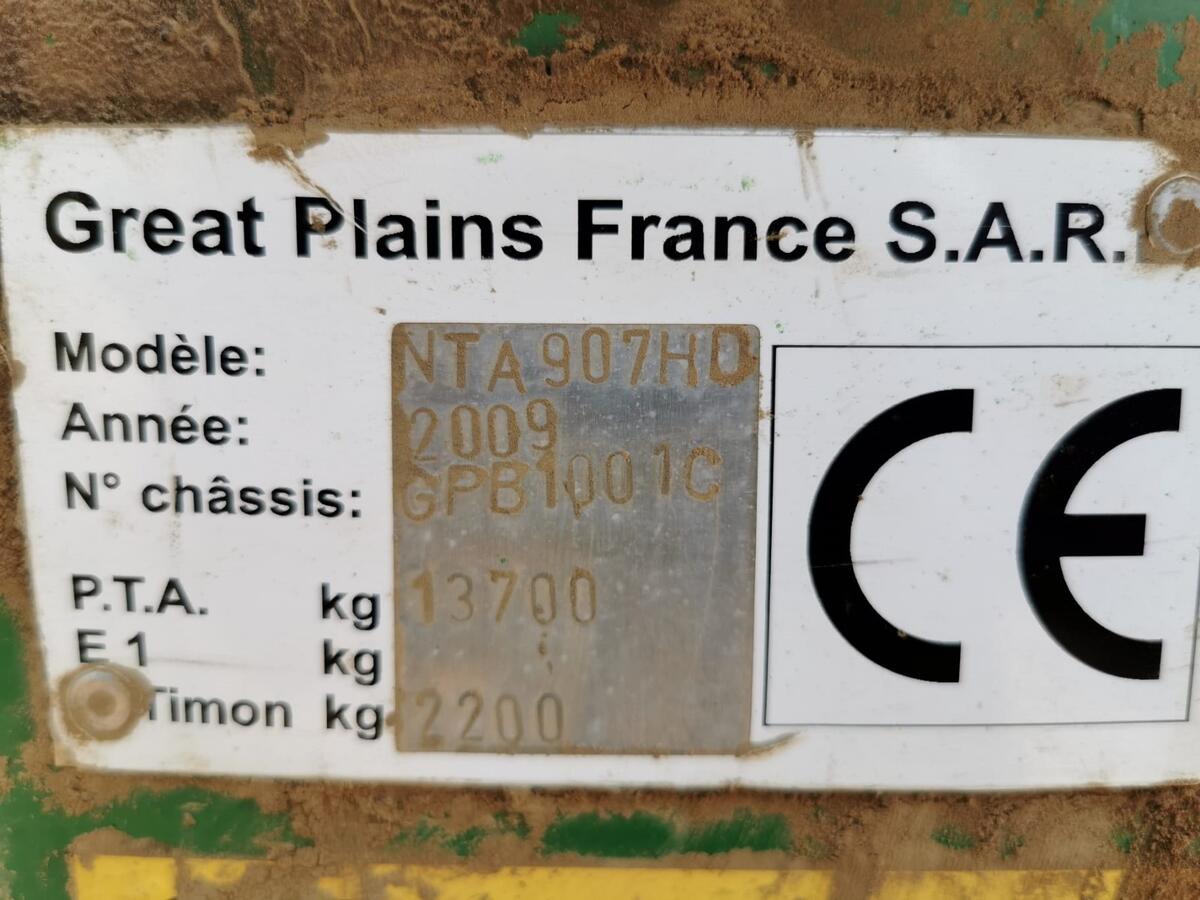 Great Plains France S.A.R.
Modèle: NTA907HD
Année: 2009
N° châssis: GPB1001C
P.T.A. kg 13700
E 1 kg
Timon kg 2200
CE